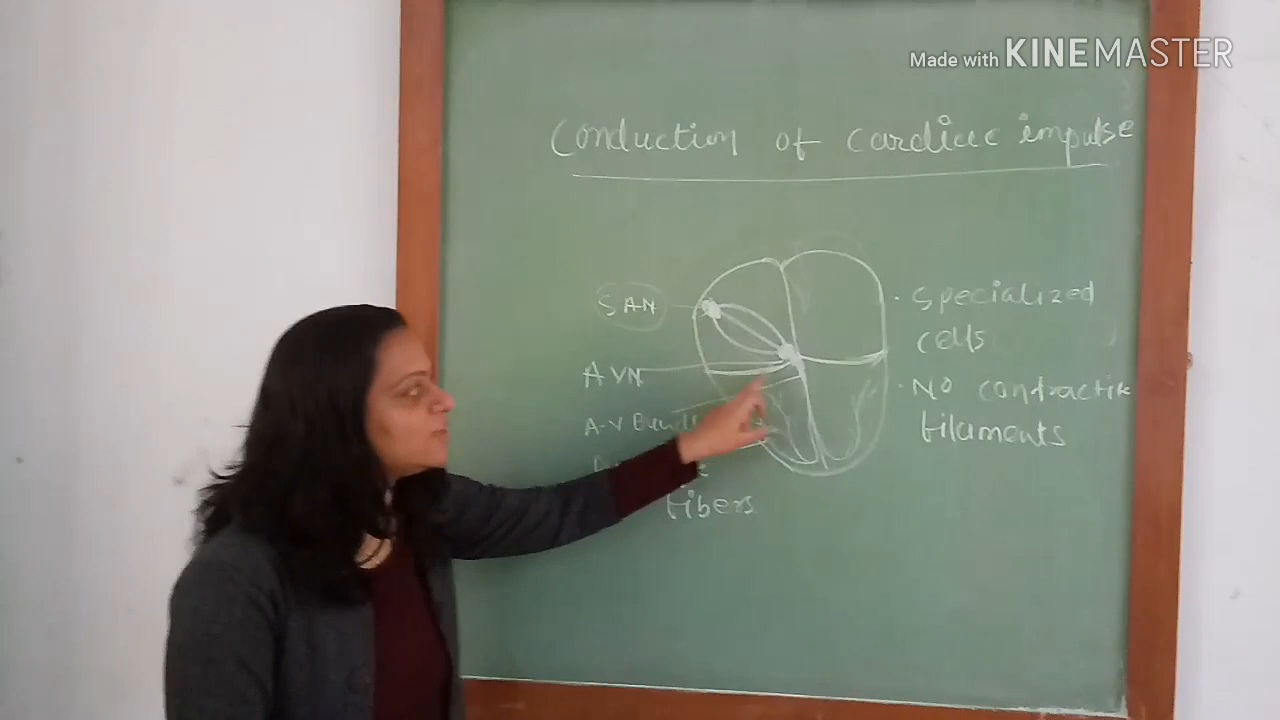 Made with KINEMASTER
Conduction of cardiac impulse
SAN
AVN
A-V
fibers
• Specialized
cells
• No contractile
filaments